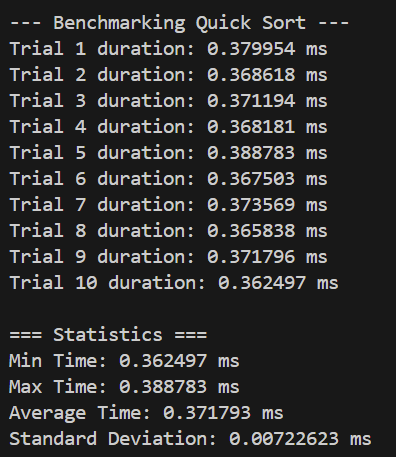 --- Benchmarking Quick Sort ---
Trial 1 duration: 0.379954 ms
Trial 2 duration: 0.368618 ms
Trial 3 duration: 0.371194 ms
Trial 4 duration: 0.368181 ms
Trial 5 duration: 0.388783 ms
Trial 6 duration: 0.367503 ms
Trial 7 duration: 0.373569 ms
Trial 8 duration: 0.365838 ms
Trial 9 duration: 0.371796 ms
Trial 10 duration: 0.362497 ms
=== Statistics ===
Min Time: 0.362497 ms
Max Time: 0.388783 ms
Average Time: 0.371793 ms
Standard Deviation: 0.00722623 ms